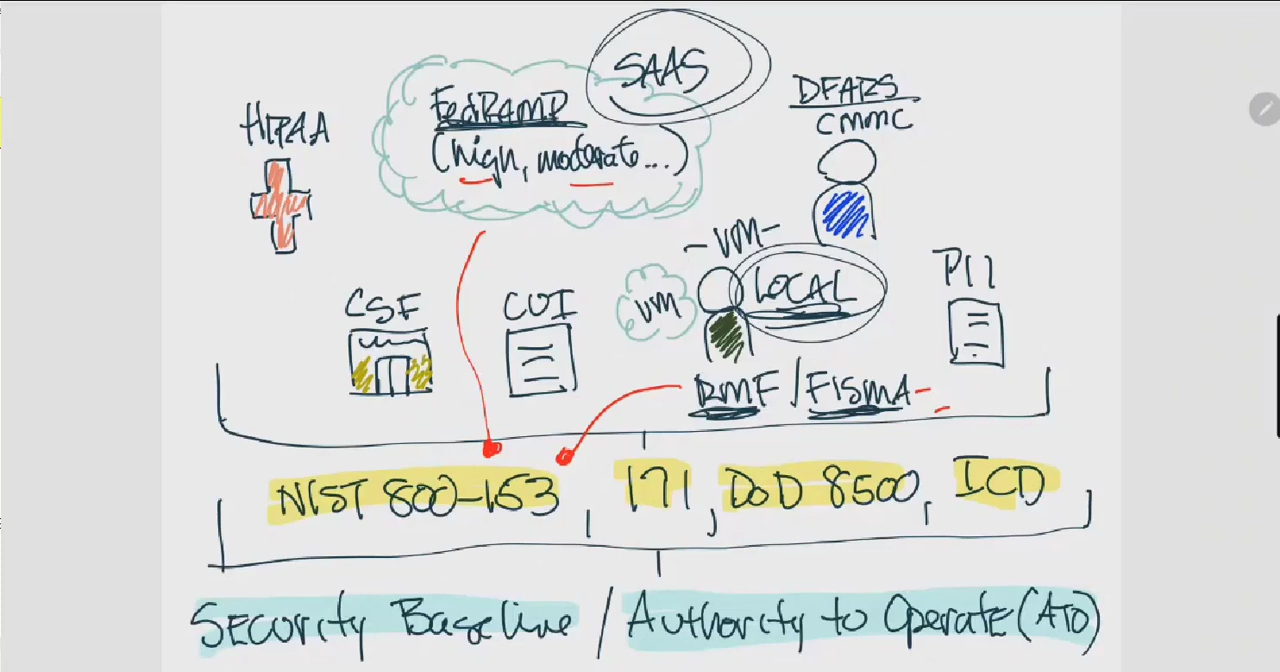 SAAS
FedRAMP
(high, moderate...)
HIPAA
DFARS
CMMC
-VM-
LOCAL
VM
PII
CSF
CUI
RMF / FISMA
NIST 800-153, 171, DoD 8500, ICD
Security Baseline / Authority to Operate (ATO)